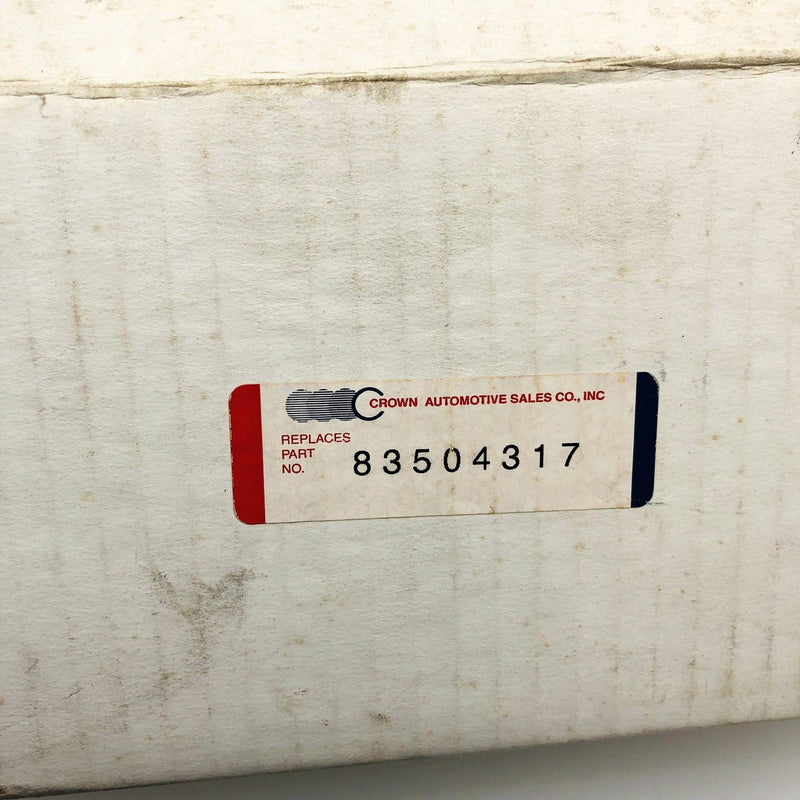 CROWN AUTOMOTIVE SALES CO., INC
REPLACES
PART
NO.
83504317